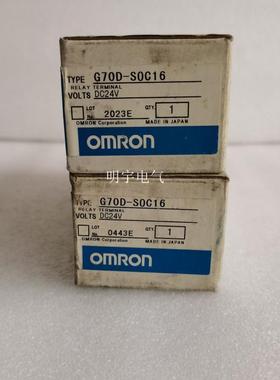 TYPE G70D-SOC16
RELAY TERMINAL
VOLTS DC24V
LOT No. 2023E QTY 1
OMRON Corporation MADE IN JAPAN
OMRON
明宇电气
TYPE G70D-SOC16
RELAY TERMINAL
VOLTS DC24V
LOT No. 0443E QTY 1
OMRON Corporation MADE IN JAPAN
OMRON